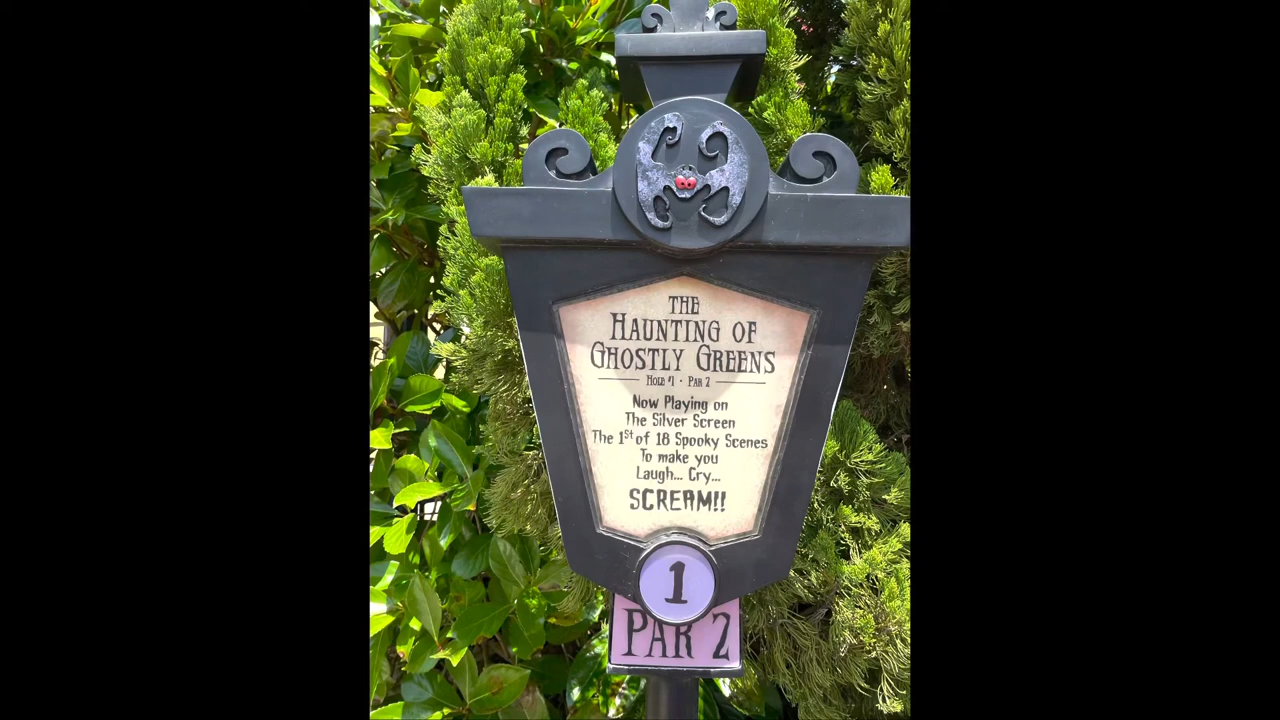 THE
HAUNTING OF
GHOSTLY GREENS
HOLE #1 · PAR 2
Now Playing on
The Silver Screen
The 1st of 18 Spooky Scenes
To make you
Laugh... Cry...
SCREAM!!
1
PAR 2